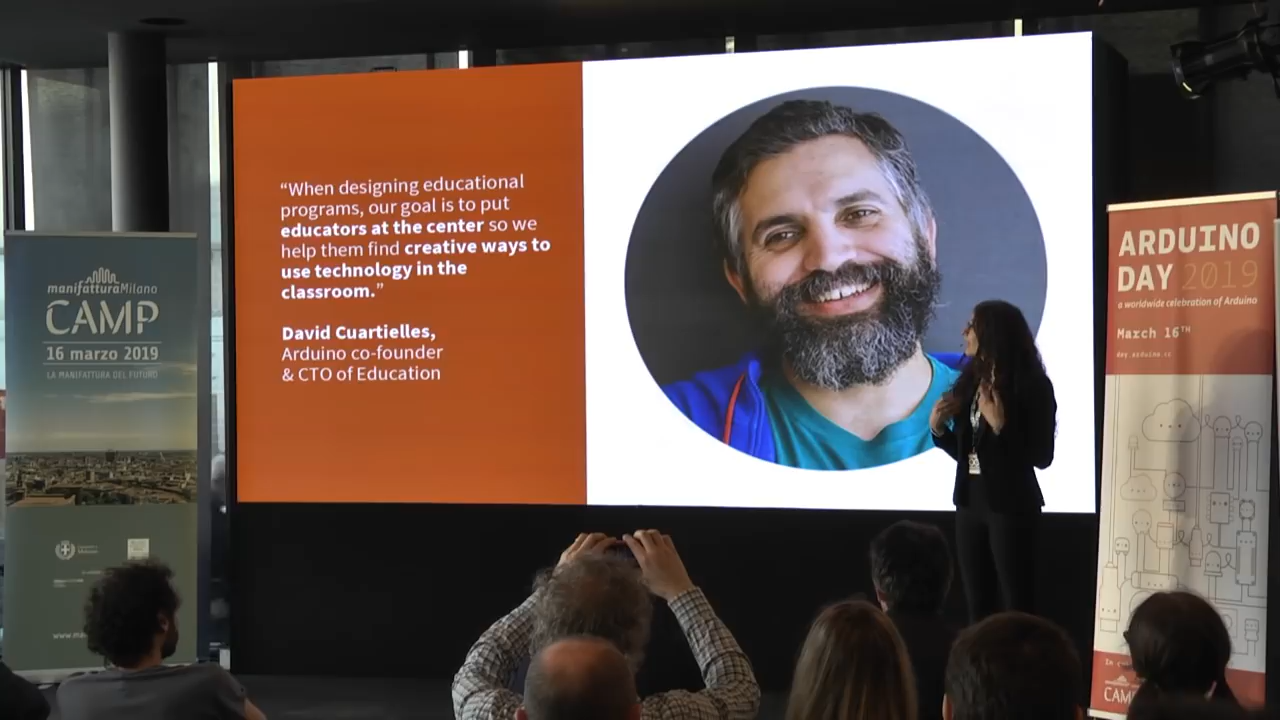 “When designing educational
programs, our goal is to put
educators at the center so we
help them find creative ways to
use technology in the
classroom.”
David Cuartielles,
Arduino co-founder
& CTO of Education
manifatturaMilano
CAMP
16 marzo 2019
LA MANIFATTURA DEL FUTURO
ARDUINO
DAY 2019
a worldwide celebration of Arduino
March 16TH
day.arduino.cc